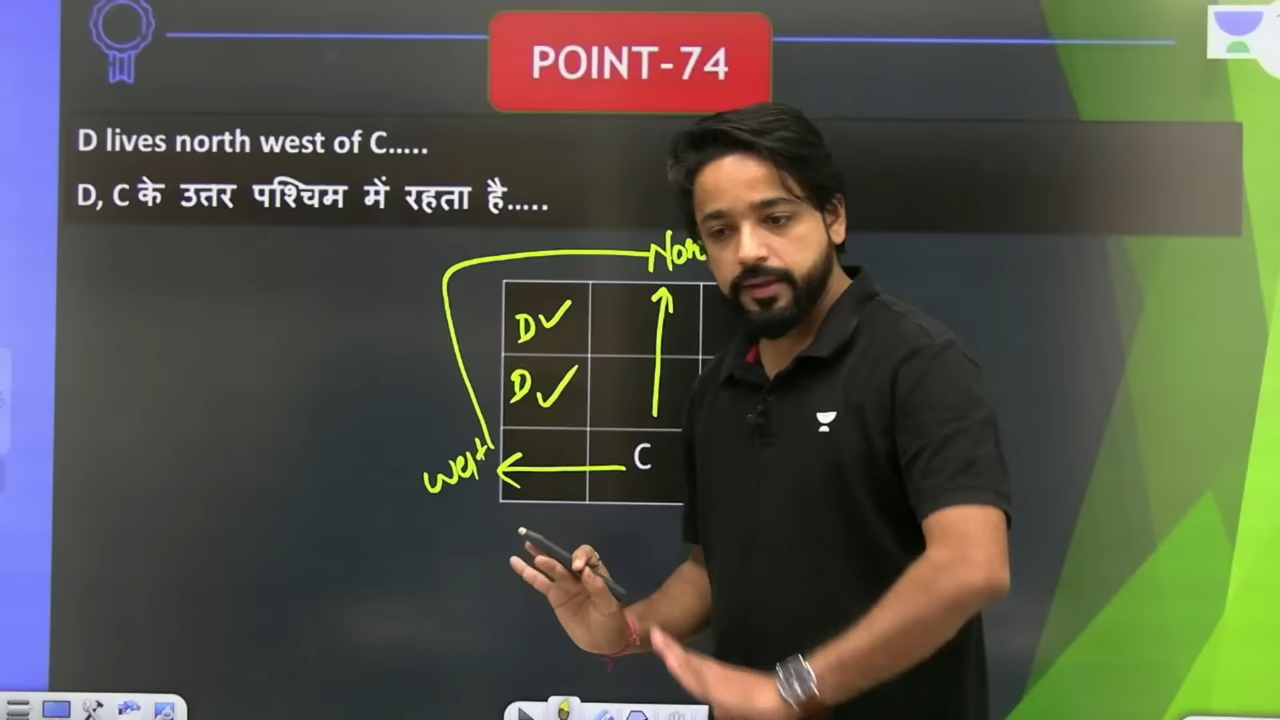 POINT-74
D lives north west of C.....
D, C के उत्तर पश्चिम में रहता है.....
Nor
D✓
D✓
West
C